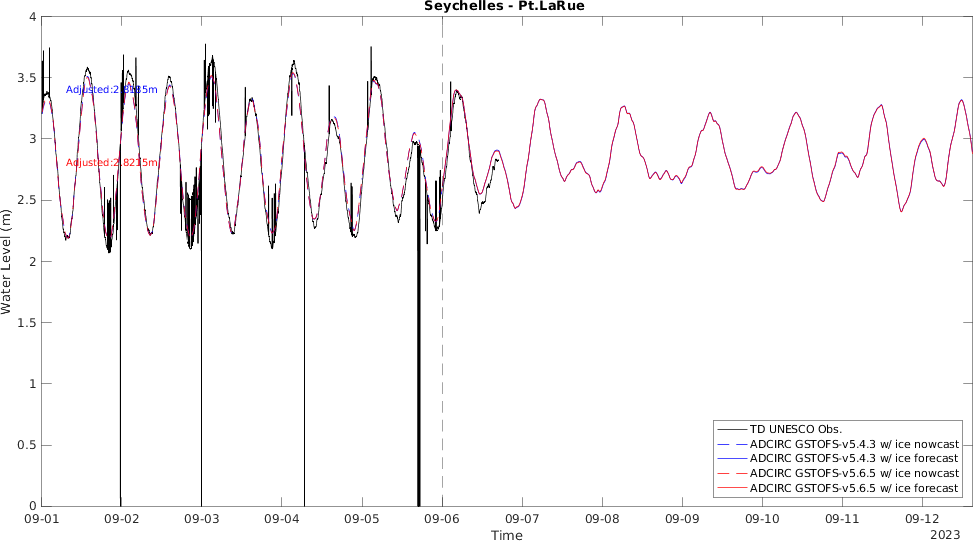 Seychelles - Pt.LaRue
4
3.5
3
2.5
2
1.5
1
0.5
0
Water Level (m)
Adjusted:2.8185m
Adjusted:2.8215m
TD UNESCO Obs.
ADCIRC GSTOFS-v5.4.3 w/ ice nowcast
ADCIRC GSTOFS-v5.4.3 w/ ice forecast
ADCIRC GSTOFS-v5.6.5 w/ ice nowcast
ADCIRC GSTOFS-v5.6.5 w/ ice forecast
09-01 09-02 09-03 09-04 09-05 09-06 09-07 09-08 09-09 09-10 09-11 09-12
Time
2023